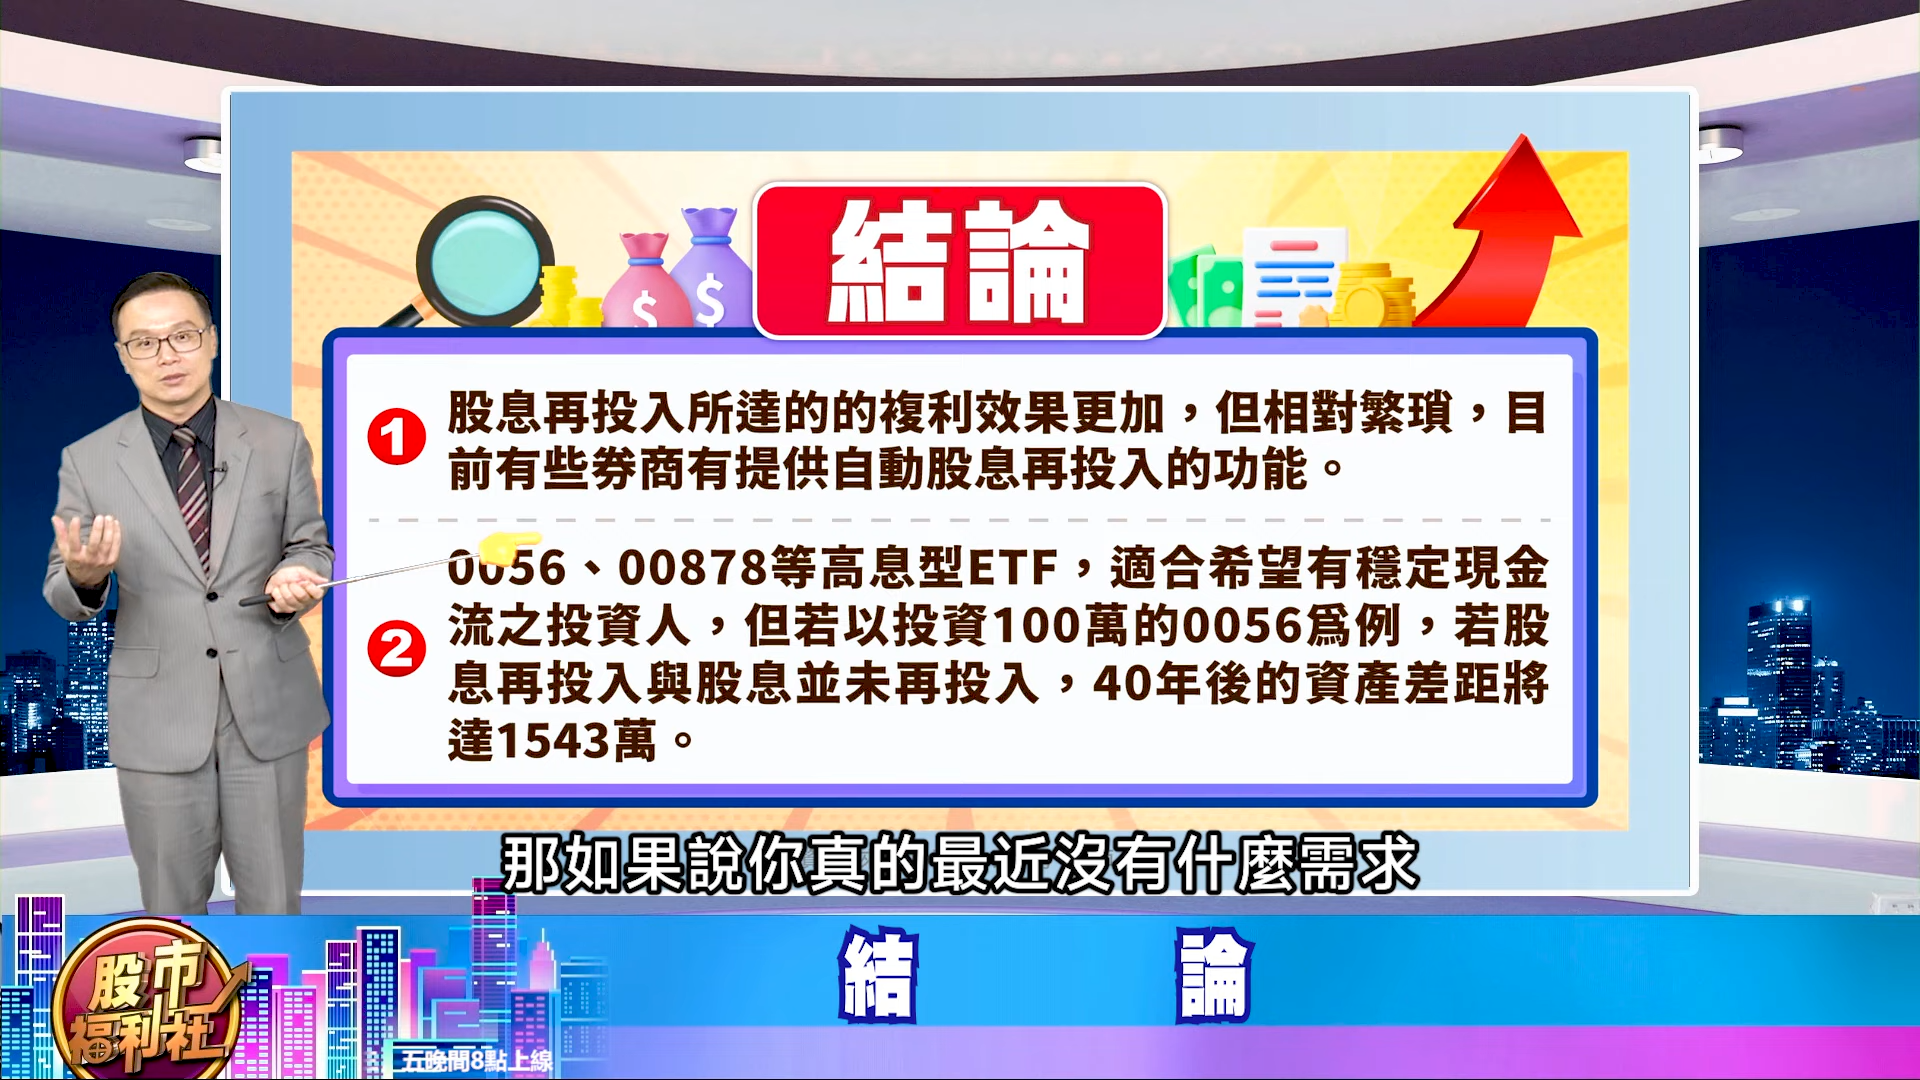 結論
$
$
1
股息再投入所達的的複利效果更加，但相對繁瑣，目
前有些券商有提供自動股息再投入的功能。
2
0056、00878等高息型ETF，適合希望有穩定現金
流之投資人，但若以投資100萬的0056爲例，若股
息再投入與股息並未再投入，40年後的資產差距將
達1543萬。
那如果說你真的最近沒有什麼需求
結 論
股市
福利社
五晚間8點上線